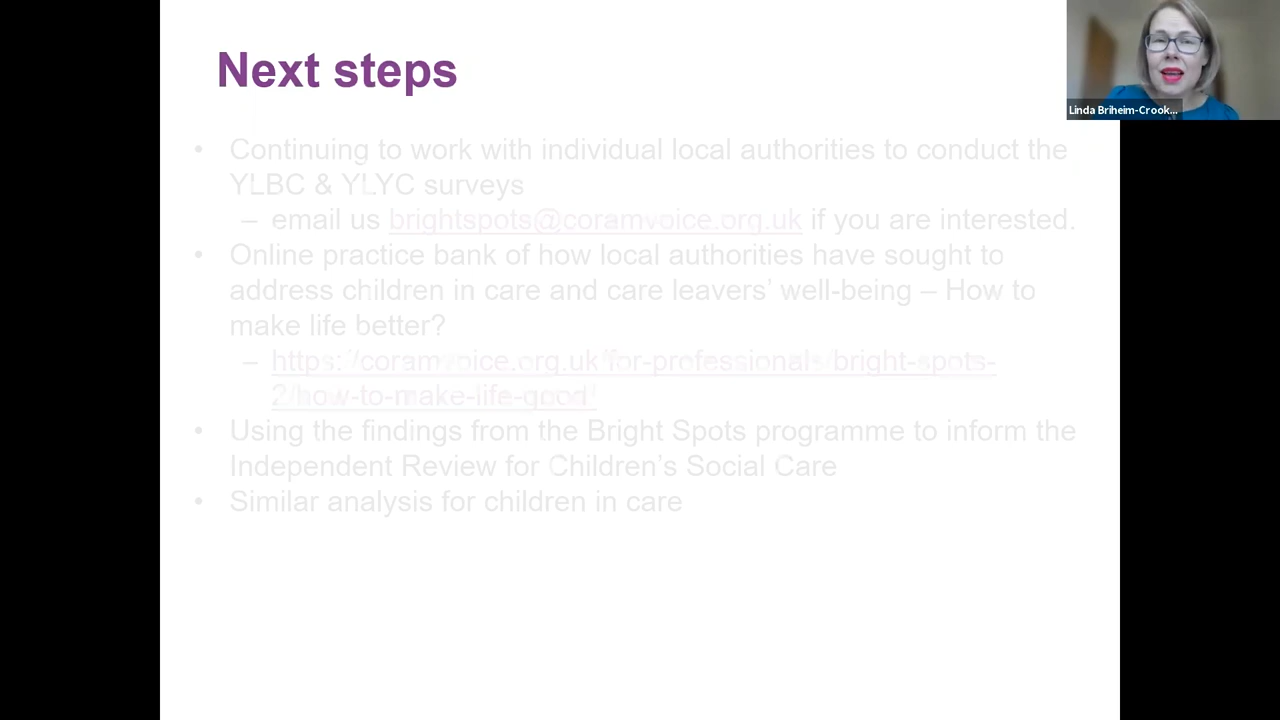 Next steps
Linda Briheim-Crook...
• Continuing to work with individual local authorities to conduct the
YLBC & YLYC surveys
– email us brightspots@coramvoice.org.uk if you are interested.
• Online practice bank of how local authorities have sought to
address children in care and care leavers’ well-being – How to
make life better?
– https://coramvoice.org.uk/for-professionals/bright-spots-
2/how-to-make-life-good/
• Using the findings from the Bright Spots programme to inform the
Independent Review for Children’s Social Care
• Similar analysis for children in care